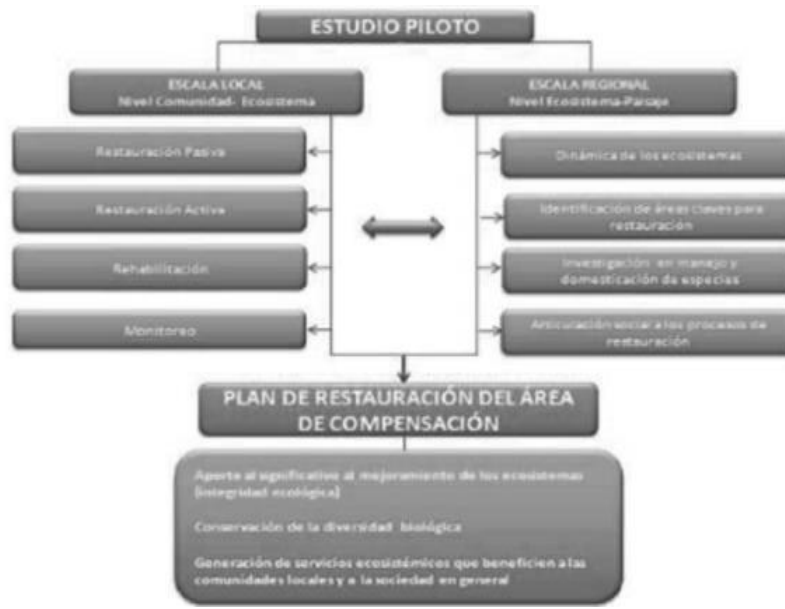 ESTUDIO PILOTO
ESCALA LOCAL
Nivel Comunidad- Ecosistema
ESCALA REGIONAL
Nivel Ecosistema-Paisaje
Restauración Pasiva
Restauración Activa
Rehabilitación
Monitoreo
Dinámica de los ecosistemas
Identificación de áreas claves para
restauración
Investigación en manejo y
domesticación de especies
Articulación social a los procesos de
restauración
PLAN DE RESTAURACIÓN DEL ÁREA
DE COMPENSACIÓN
Aporte al significativo al mejoramiento de los ecosistemas
(integridad ecológica)
Conservación de la diversidad biológica
Generación de servicios ecosistémicos que beneficien a las
comunidades locales y a la sociedad en general